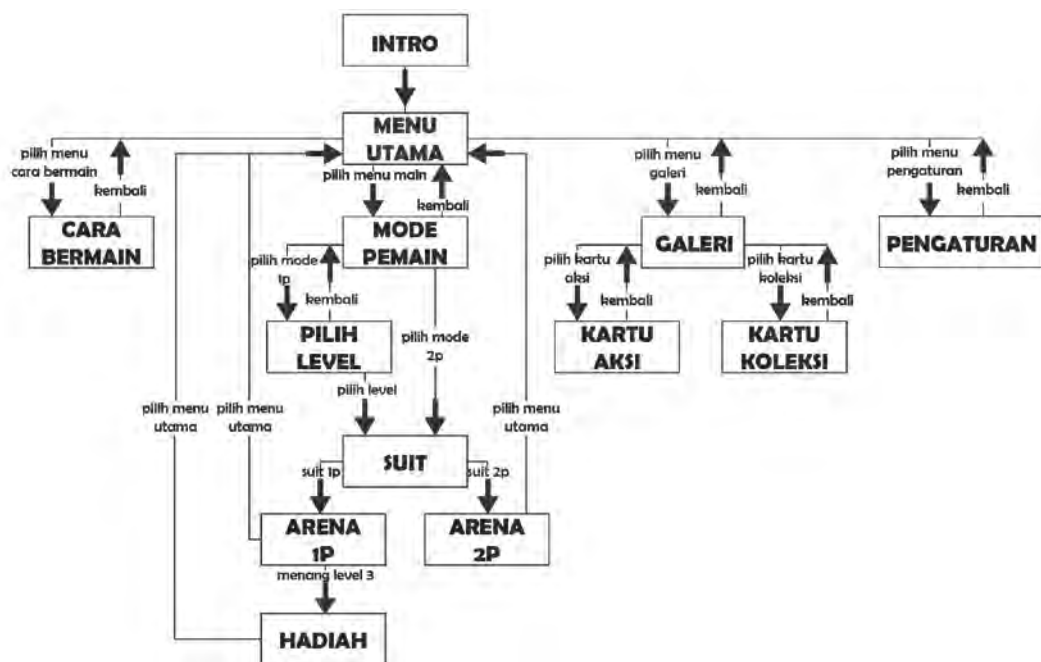 INTRO
MENU
UTAMA
pilih menu
cara bermain
kembali
pilih menu main
kembali
pilih menu
galeri
kembali
pilih menu
pengaturan
kembali
CARA
BERMAIN
MODE
PEMAIN
GALERI
PENGATURAN
pilih mode
1p
kembali
pilih mode
2p
pilih kartu
aksi
kembali
pilih kartu
koleksi
kembali
PILIH
LEVEL
KARTU
AKSI
KARTU
KOLEKSI
pilih level
pilih menu
utama
pilih menu
utama
pilih menu
utama
SUIT
suit 1p
suit 2p
ARENA
1P
ARENA
2P
menang level 3
HADIAH